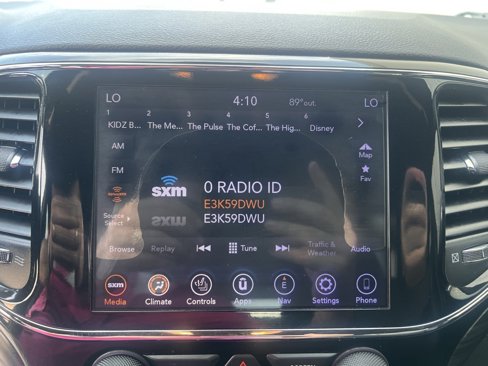 LO 4:10 89° out. LO
1 2 3 4 5 6
KIDZ B... The Me... The Pulse The Cof... The Hig... Disney
AM
Map
FM
Fav
siriusxm
sxm
0 RADIO ID
E3K59DWU
E3K59DWU
Source
Select
Browse Replay Tune Traffic &
Weather
Audio
sxm Ū E
Media Climate Controls Apps Nav Settings Phone